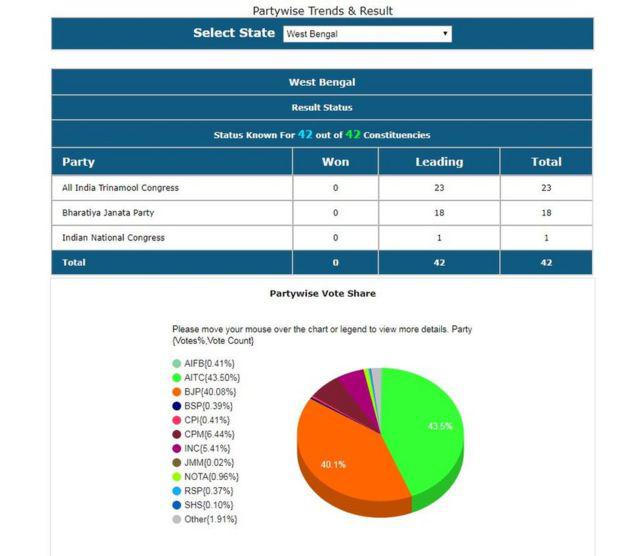 Partywise Trends & Result
Select State West Bengal
West Bengal
Result Status
Status Known For 42 out of 42 Constituencies
Party Won Leading Total
All India Trinamool Congress 0 23 23
Bharatiya Janata Party 0 18 18
Indian National Congress 0 1 1
Total 0 42 42
Partywise Vote Share
Please move your mouse over the chart or legend to view more details. Party
{Votes%,Vote Count}
AIFB{0.41%}
AITC{43.50%}
BJP{40.08%}
BSP{0.39%}
CPI{0.41%}
CPM{6.44%}
INC{5.41%}
JMM{0.02%}
NOTA{0.96%}
RSP{0.37%}
SHS{0.10%}
Other{1.91%}
43.5%
40.1%